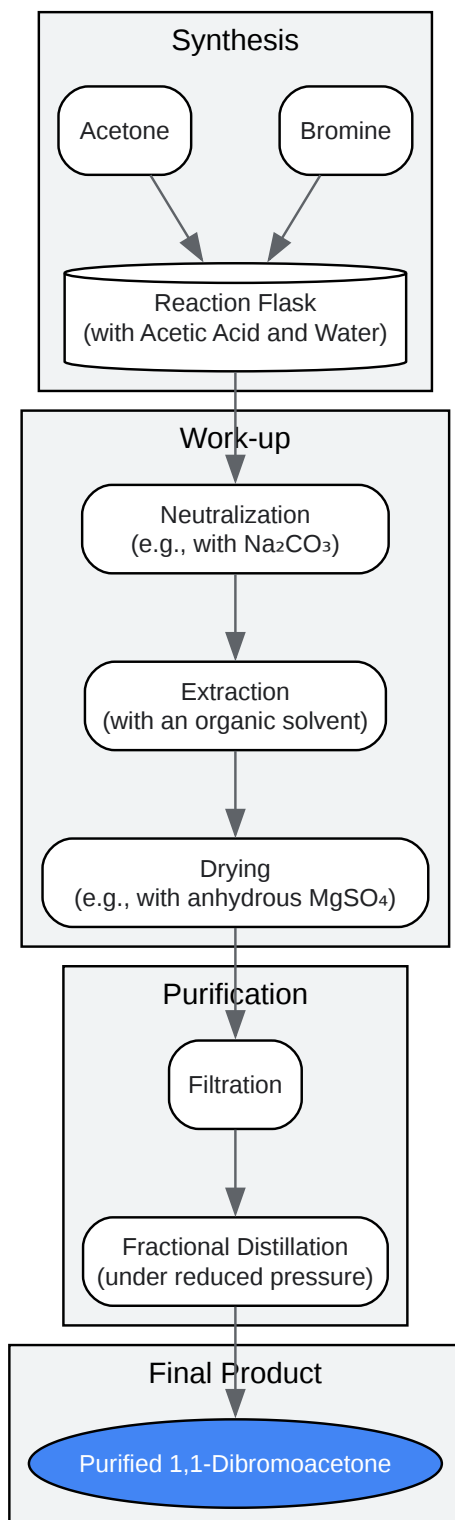 Synthesis
Acetone
Bromine
Reaction Flask
(with Acetic Acid and Water)
Work-up
Neutralization
(e.g., with Na₂CO₃)
Extraction
(with an organic solvent)
Drying
(e.g., with anhydrous MgSO₄)
Purification
Filtration
Fractional Distillation
(under reduced pressure)
Final Product
Purified 1,1-Dibromoacetone